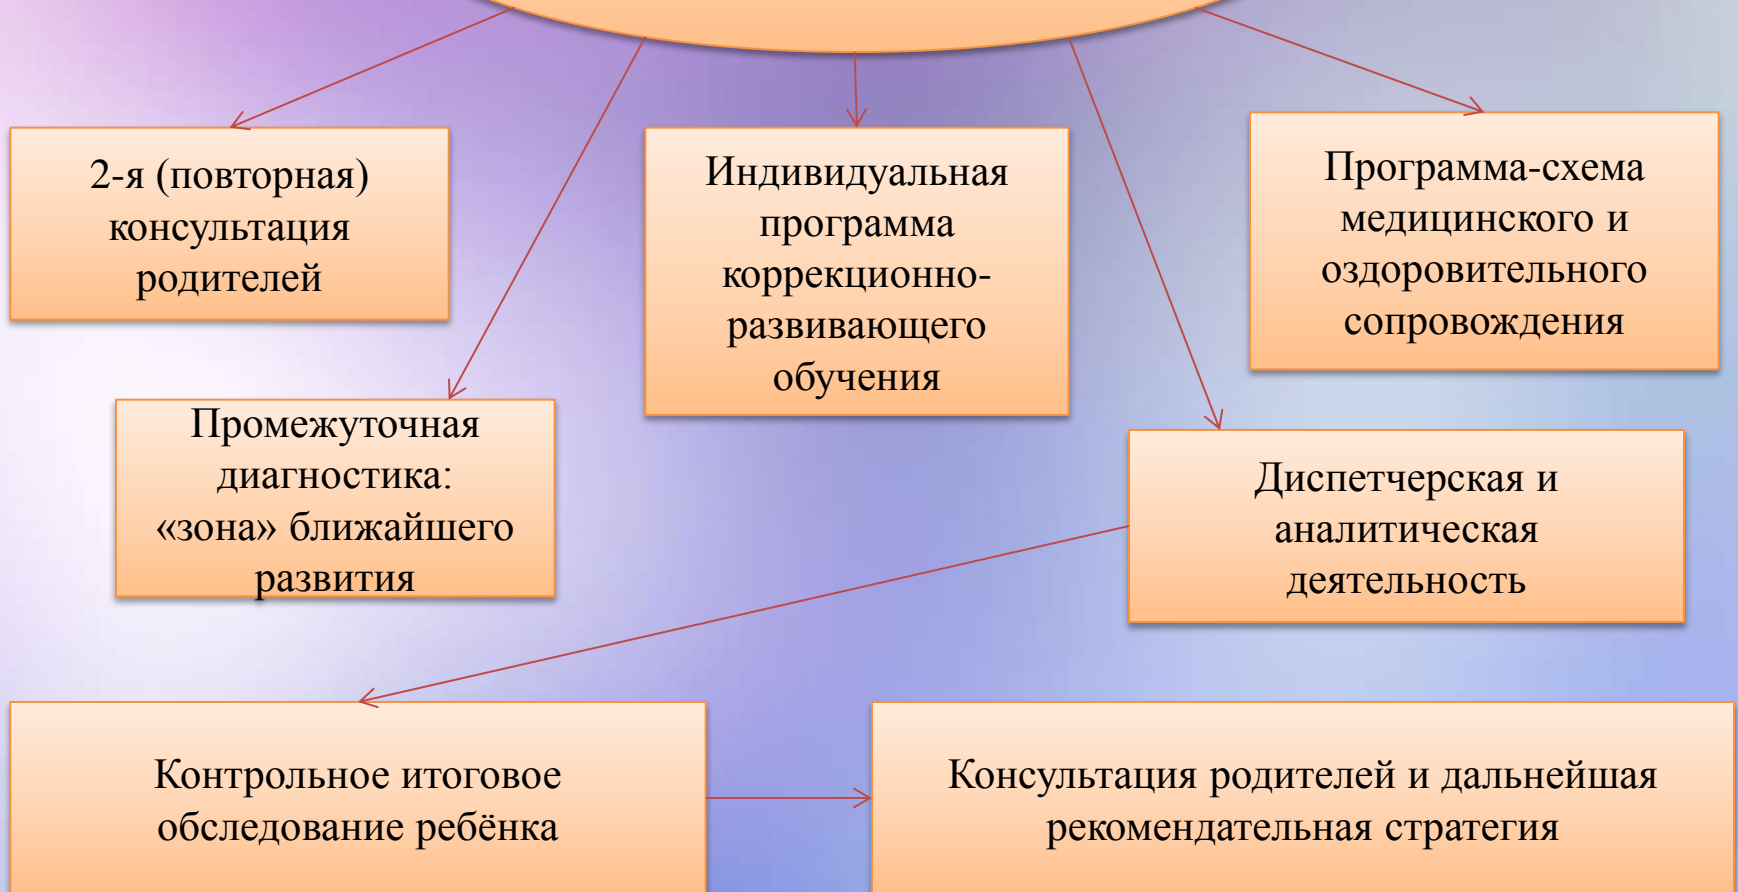 2-я (повторная)
консультация
родителей
Индивидуальная
программа
коррекционно-
развивающего
обучения
Программа-схема
медицинского и
оздоровительного
сопровождения
Промежуточная
диагностика:
«зона» ближайшего
развития
Диспетчерская и
аналитическая
деятельность
Контрольное итоговое
обследование ребёнка
Консультация родителей и дальнейшая
рекомендательная стратегия